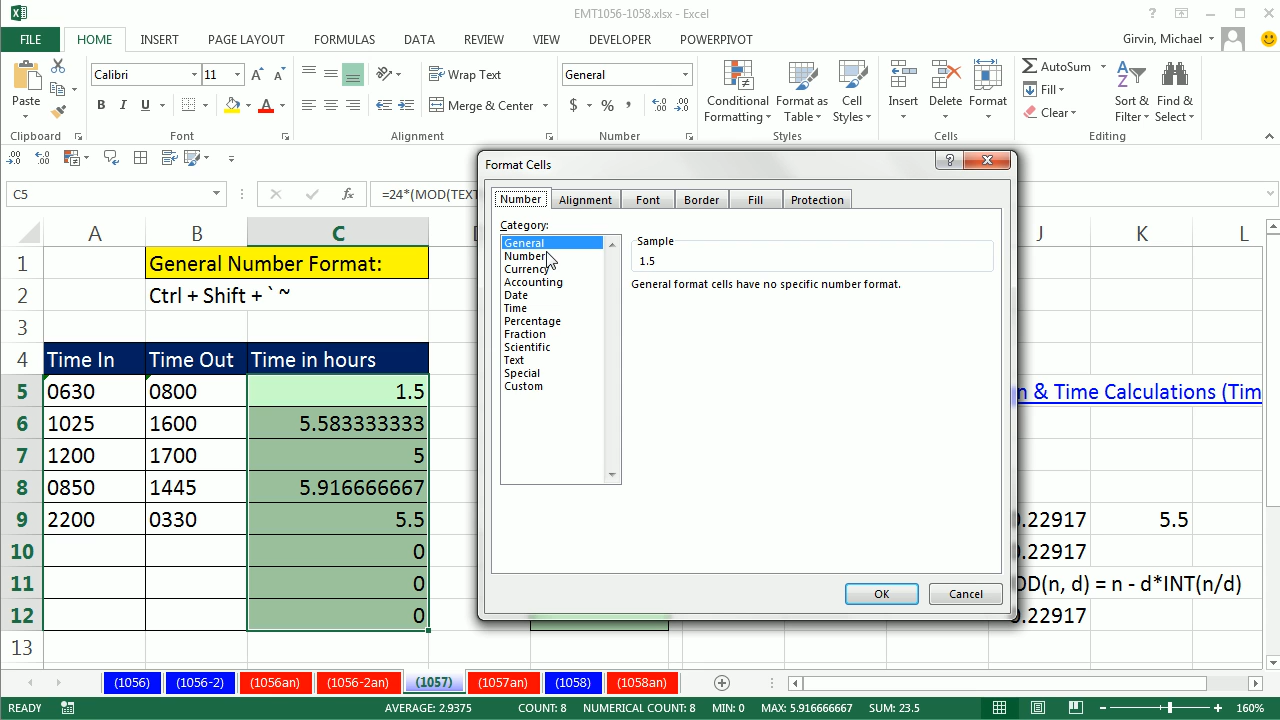 EMT1056-1058.xlsx - Excel
FILE HOME INSERT PAGE LAYOUT FORMULAS DATA REVIEW VIEW DEVELOPER POWERPIVOT Girvin, Michael
Paste
Clipboard
Calibri 11
B I U A
Font
Wrap Text
Merge & Center
Alignment
General
$ % ,
Number
Conditional Formatting
Format as Table
Cell Styles
Styles
Insert Delete Format
Cells
AutoSum
Fill
Clear
Sort & Filter
Find & Select
Editing
C5 fx =24*(MOD(TEXT
A B C J K L
1 General Number Format:
2 Ctrl + Shift + ` ~
3
4 Time In Time Out Time in hours
5 0630 0800 1.5 n & Time Calculations (Tim
6 1025 1600 5.583333333
7 1200 1700 5
8 0850 1445 5.916666667
9 2200 0330 5.5 0.22917 5.5
10 0 0.22917
11 0 OD(n, d) = n - d*INT(n/d)
12 0 0.22917
13
Format Cells
Number Alignment Font Border Fill Protection
Category:
General
Number
Currency
Accounting
Date
Time
Percentage
Fraction
Scientific
Text
Special
Custom
Sample
1.5
General format cells have no specific number format.
OK Cancel
(1056) (1056-2) (1056an) (1056-2an) (1057) (1057an) (1058) (1058an)
READY AVERAGE: 2.9375 COUNT: 8 NUMERICAL COUNT: 8 MIN: 0 MAX: 5.916666667 SUM: 23.5 160%